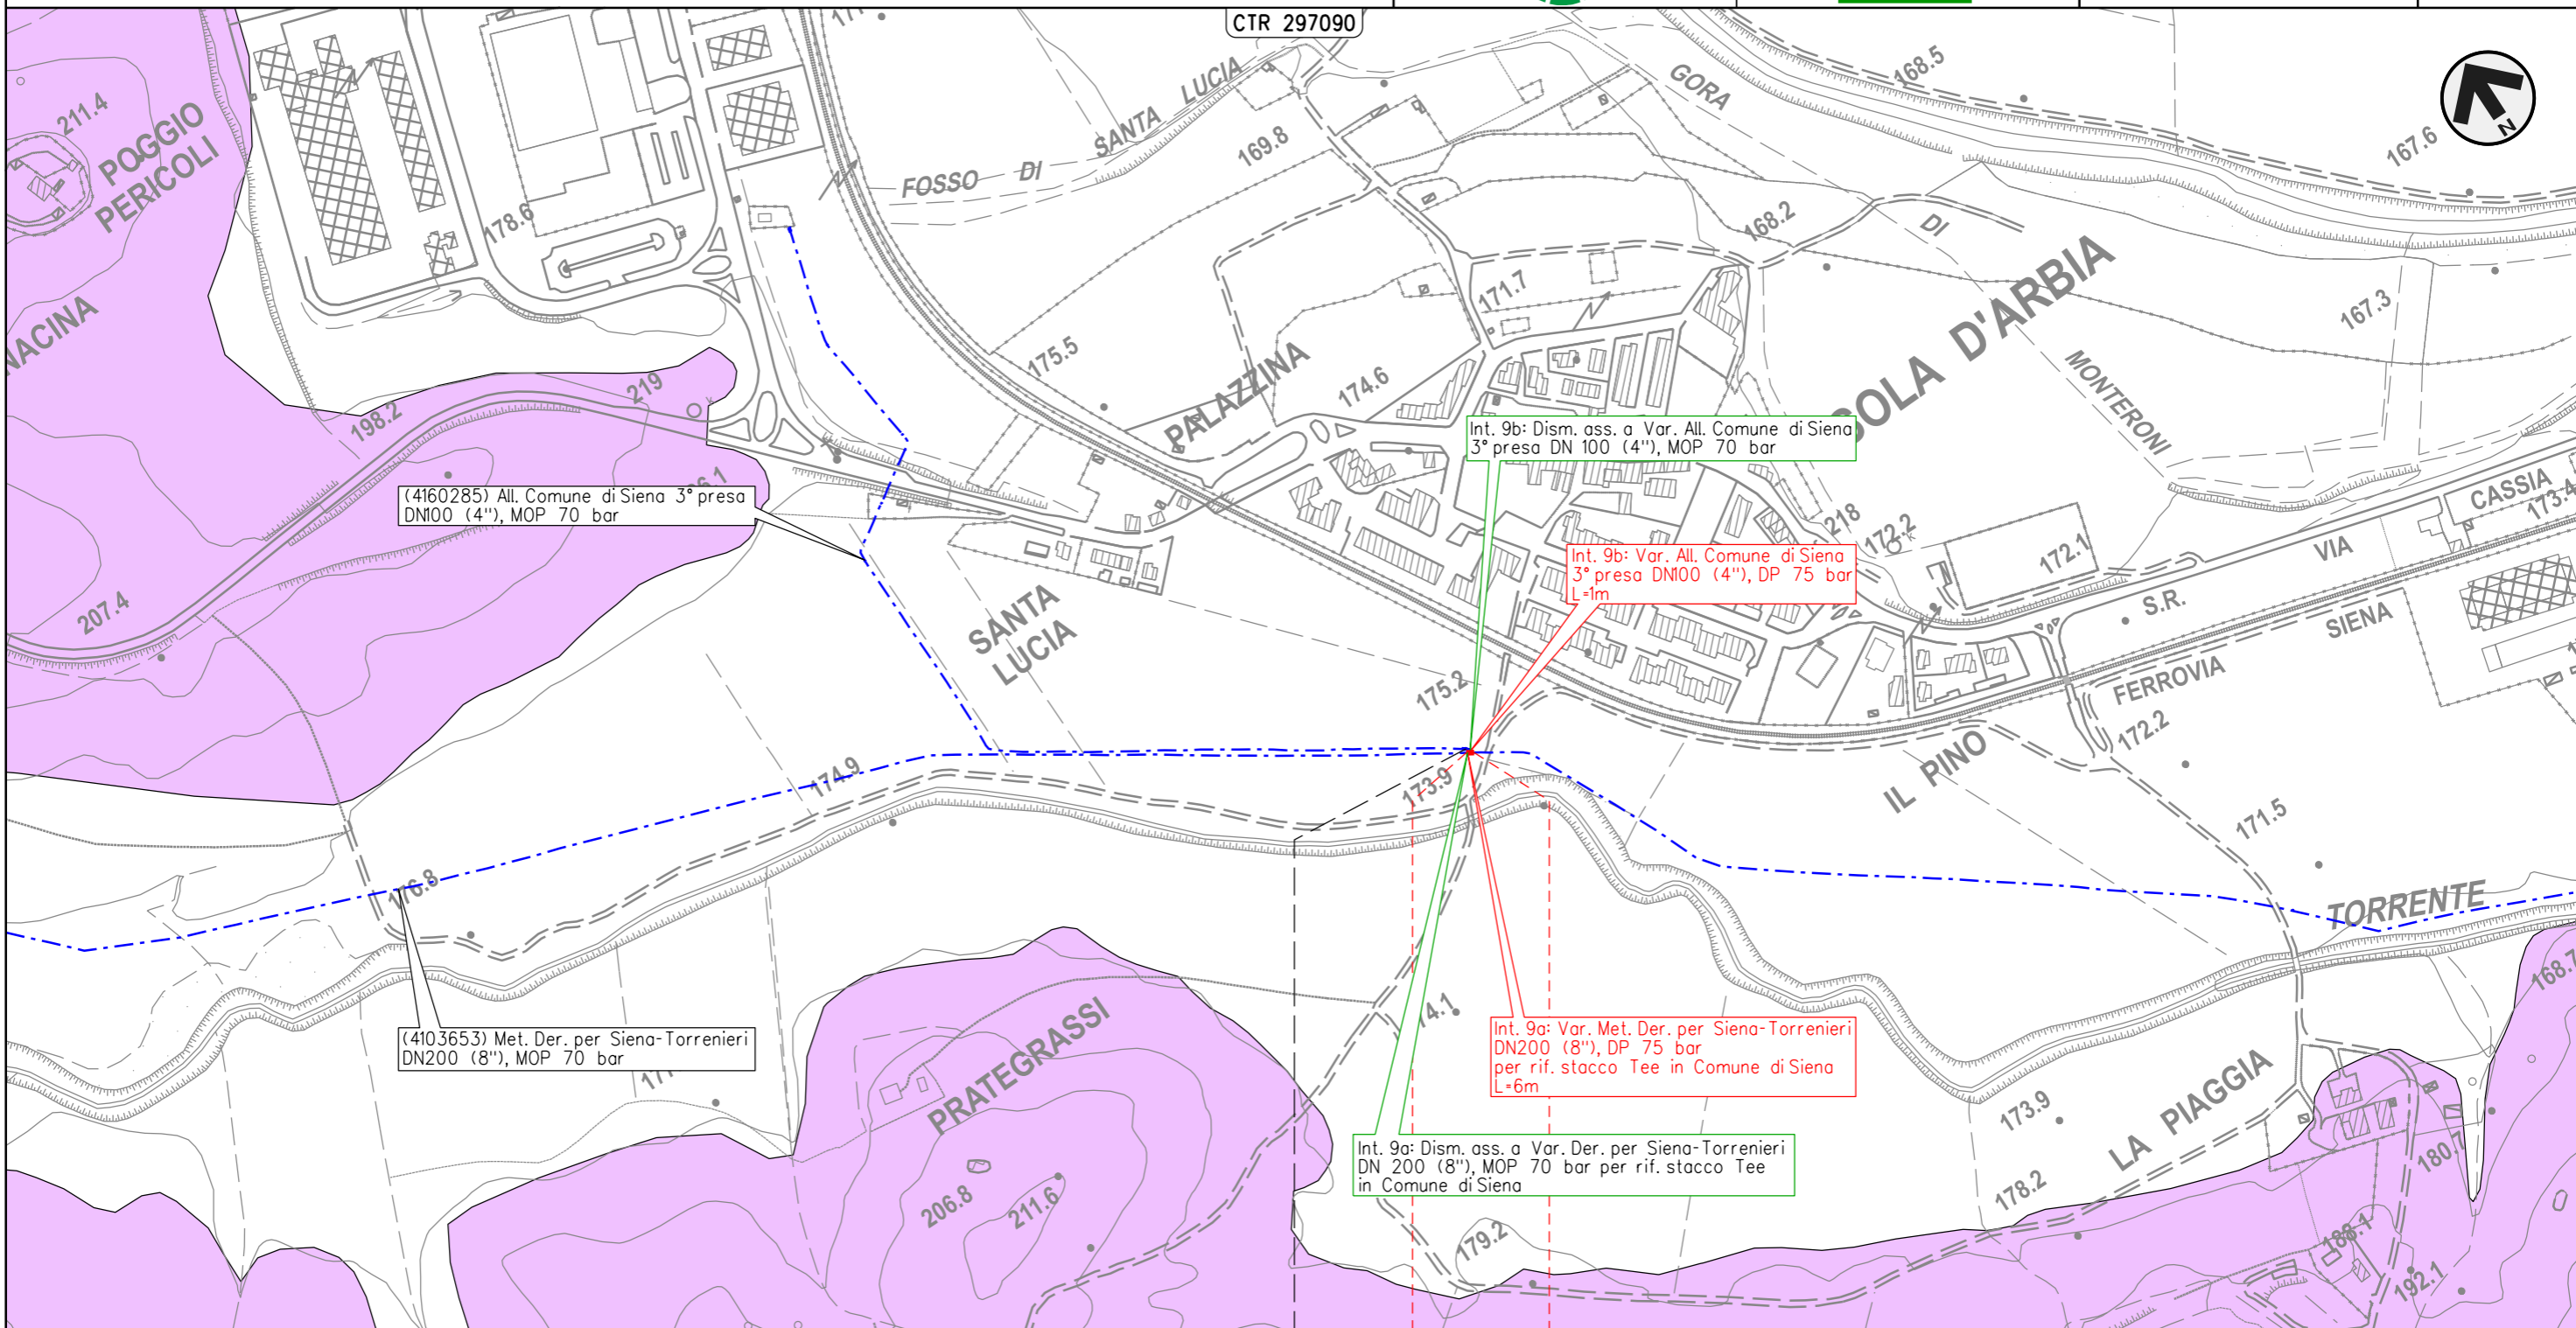 CTR 297090
211.4
POGGIO
PERICOLI
178.6
FOSSO DI SANTA LUCIA
169.8
GORA
168.5
167.6
N
168.2
DI
171.7
167.3
175.5
PALAZZINA
174.6
SOLA D'ARBIA
MONTERONI
NACINA
219
198.2
Int. 9b: Dism. ass. a Var. All. Comune di Siena
3° presa DN 100 (4"), MOP 70 bar
(4160285) All. Comune di Siena 3° presa
DN100 (4"), MOP 70 bar
218
172.2
172.1
CASSIA
173.4
VIA
S.R.
Int. 9b: Var. All. Comune di Siena
3° presa DN100 (4"), DP 75 bar
L=1m
207.4
SANTA
LUCIA
SIENA
FERROVIA
175.2
172.2
IL PINO
174.9
173.9
171.5
176.8
TORRENTE
168.7
14.1
(4103653) Met. Der. per Siena-Torrenieri
DN200 (8"), MOP 70 bar
Int. 9a: Var. Met. Der. per Siena-Torrenieri
DN200 (8"), DP 75 bar
per rif. stacco Tee in Comune di Siena
L=6m
PRATEGRASSI
173.9
LA PIAGGIA
Int. 9a: Dism. ass. a Var. Der. per Siena-Torrenieri
DN 200 (8"), MOP 70 bar per rif. stacco Tee
in Comune di Siena
180.7
178.2
206.8
211.6
179.2
188.1
192.1